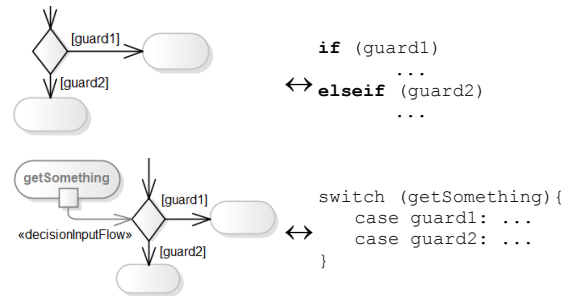 [guard1]
[guard2]
if (guard1)
...
elseif (guard2)
...
getSomething
«decisionInputFlow»
[guard1]
[guard2]
switch (getSomething){
case guard1: ...
case guard2: ...
}